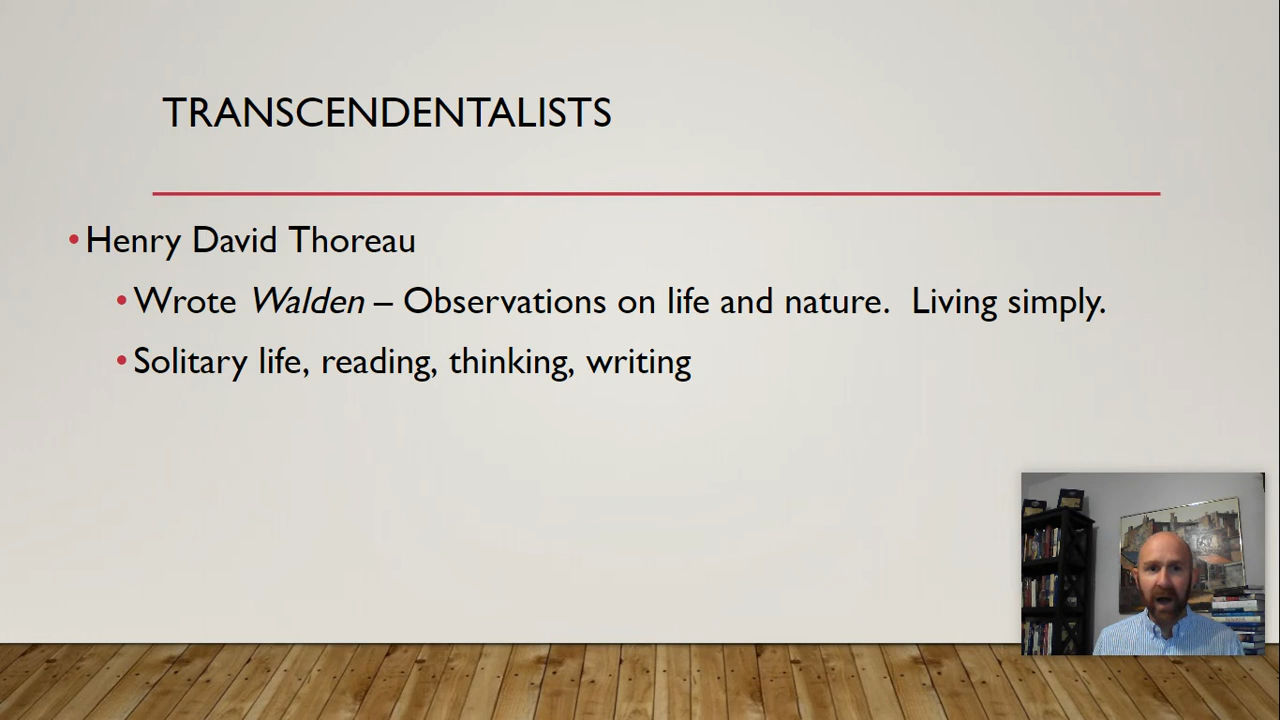 TRANSCENDENTALISTS
•Henry David Thoreau
•Wrote Walden – Observations on life and nature.  Living simply.
•Solitary life, reading, thinking, writing